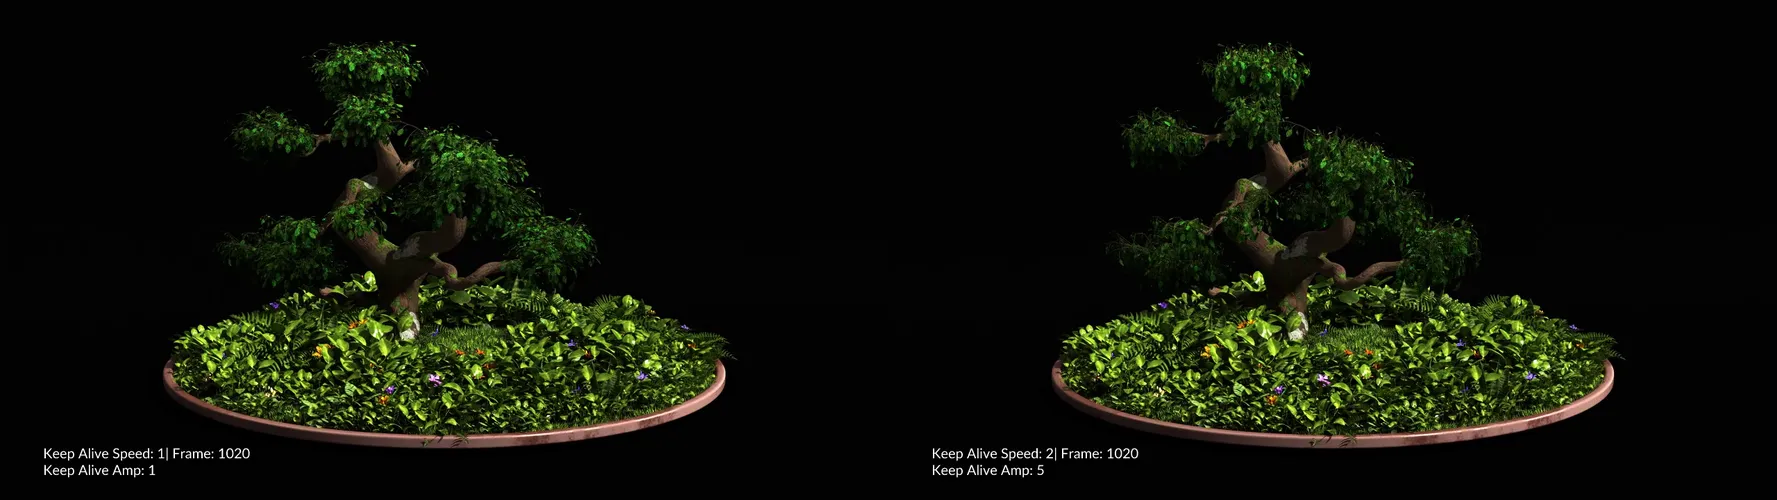 Keep Alive Speed: 1| Frame: 1020
Keep Alive Amp: 1
Keep Alive Speed: 2| Frame: 1020
Keep Alive Amp: 5